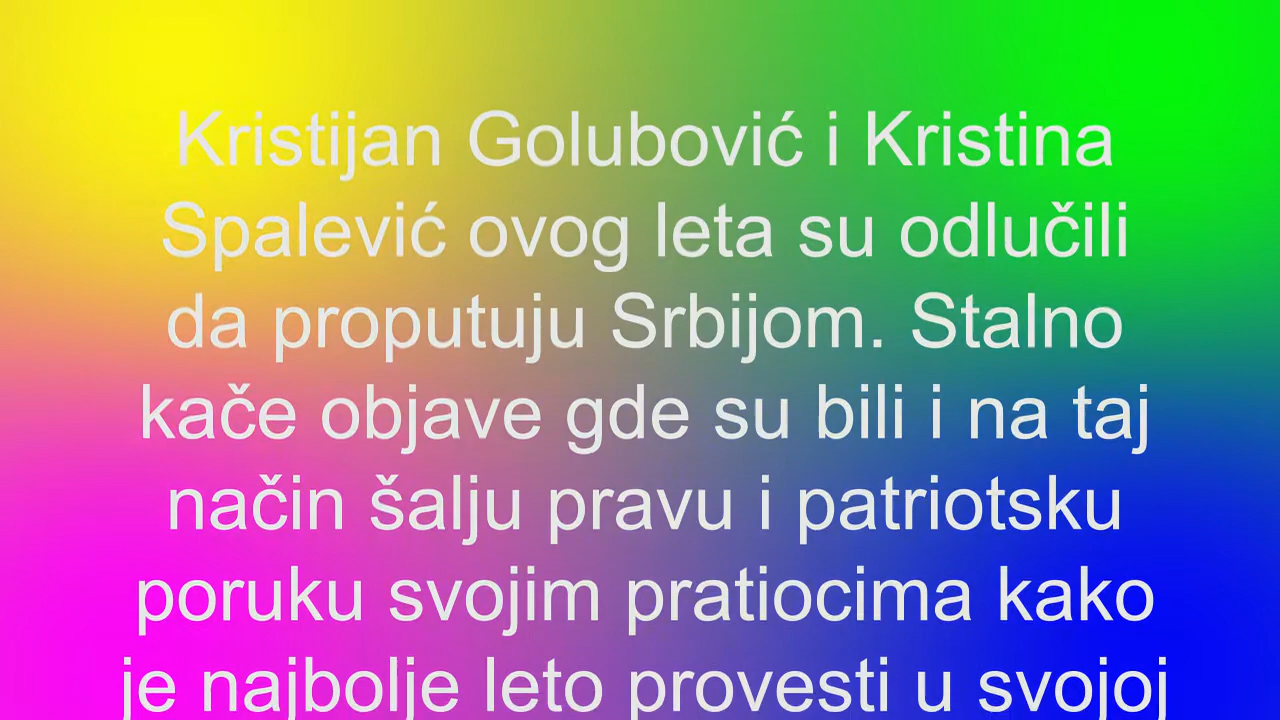 Kristijan Golubović i Kristina
Spalević ovog leta su odlučili
da proputuju Srbijom. Stalno
kače objave gde su bili i na taj
način šalju pravu i patriotsku
poruku svojim pratiocima kako
je najbolje leto provesti u svojoj